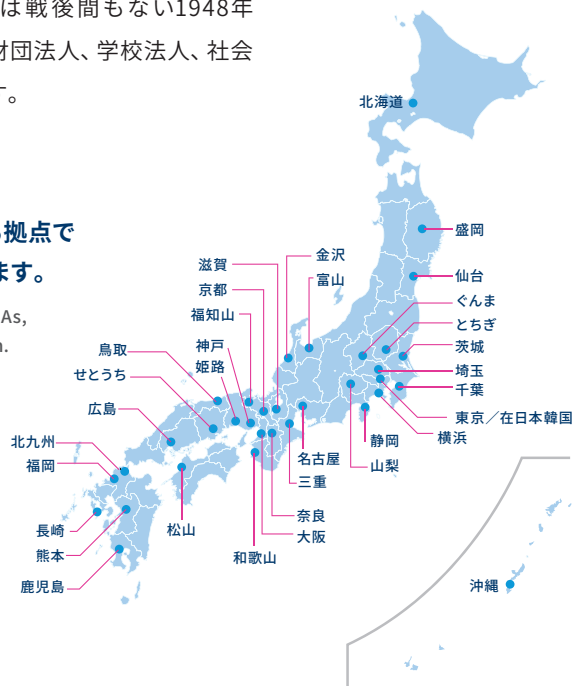 は戦後間もない1948年
財団法人、学校法人、社会
す。
拠点で
ます。
As,
n.
北海道
盛岡
仙台
ぐんま
とちぎ
茨城
埼玉
千葉
東京／在日本韓国
横浜
静岡
山梨
金沢
富山
滋賀
京都
福知山
神戸
姫路
鳥取
せとうち
広島
北九州
福岡
長崎
熊本
鹿児島
松山
和歌山
大阪
奈良
三重
名古屋
沖縄